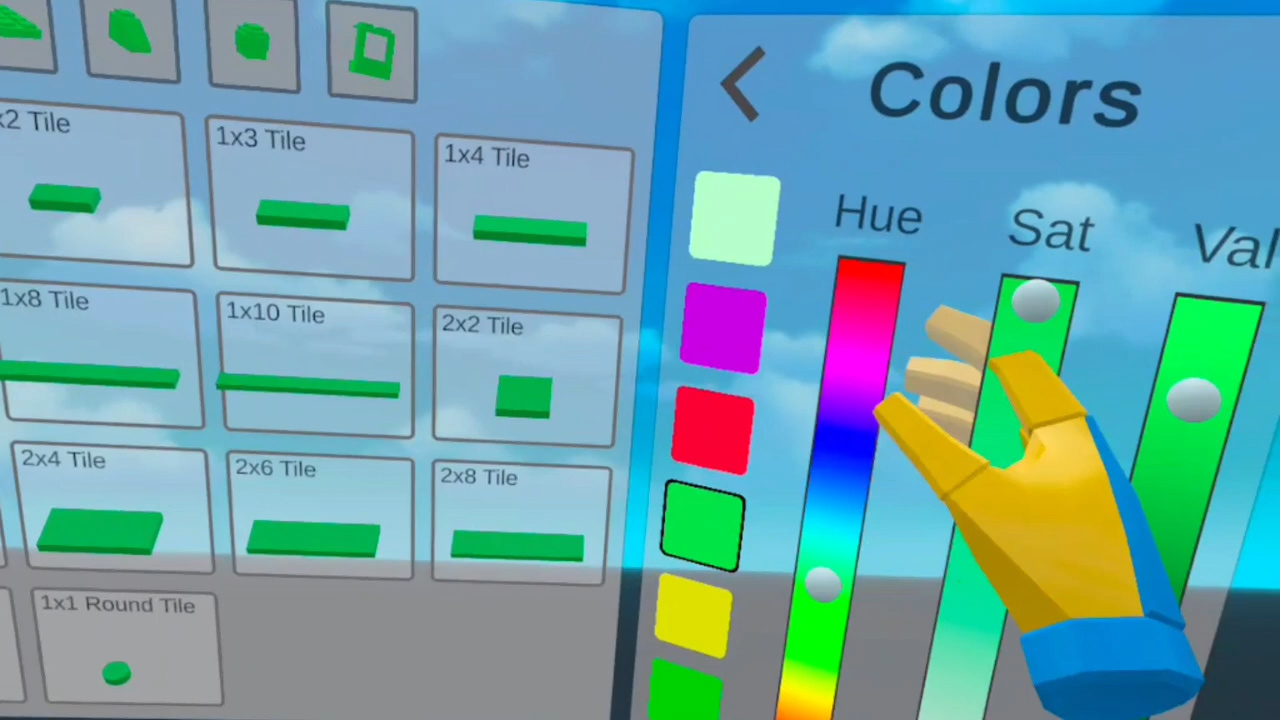 Colors
x2 Tile
1x3 Tile
1x4 Tile
Hue
Sat
Val
1x8 Tile
1x10 Tile
2x2 Tile
2x4 Tile
2x6 Tile
2x8 Tile
1x1 Round Tile